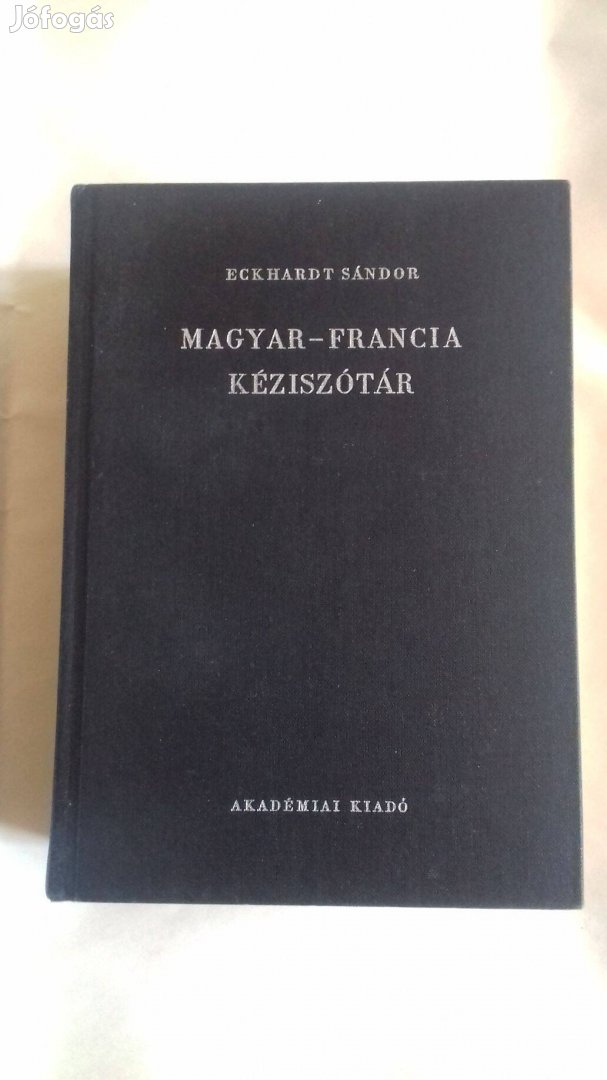 Jófogás
ECKHARDT SÁNDOR
MAGYAR–FRANCIA
KÉZISZÓTÁR
AKADÉMIAI KIADÓ